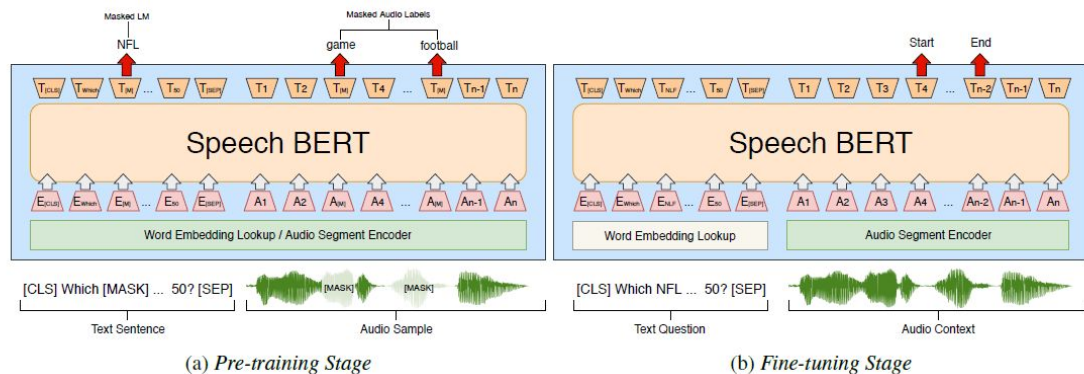 Masked LM
Masked Audio Labels
NFL
game
football
T[CLS] TWhich T[M] ... T50 T[SEP] T1 T2 T[M] T4 ... T[M] Tn-1 Tn
Speech BERT
E[CLS] EWhich E[M] ... E50 E[SEP] A1 A2 A[M] A4 ... A[M] An-1 An
Word Embedding Lookup / Audio Segment Encoder
[CLS] Which [MASK] ... 50? [SEP]
[MASK]
[MASK]
Text Sentence
Audio Sample
(a) Pre-training Stage
Start
End
T[CLS] TWhich TNLF ... T50 T[SEP] T1 T2 T3 T4 ... Tn-2 Tn-1 Tn
Speech BERT
E[CLS] EWhich ENLF ... E50 E[SEP] A1 A2 A3 A4 ... An-2 An-1 An
Word Embedding Lookup
Audio Segment Encoder
[CLS] Which NFL ... 50? [SEP]
Text Question
Audio Context
(b) Fine-tuning Stage